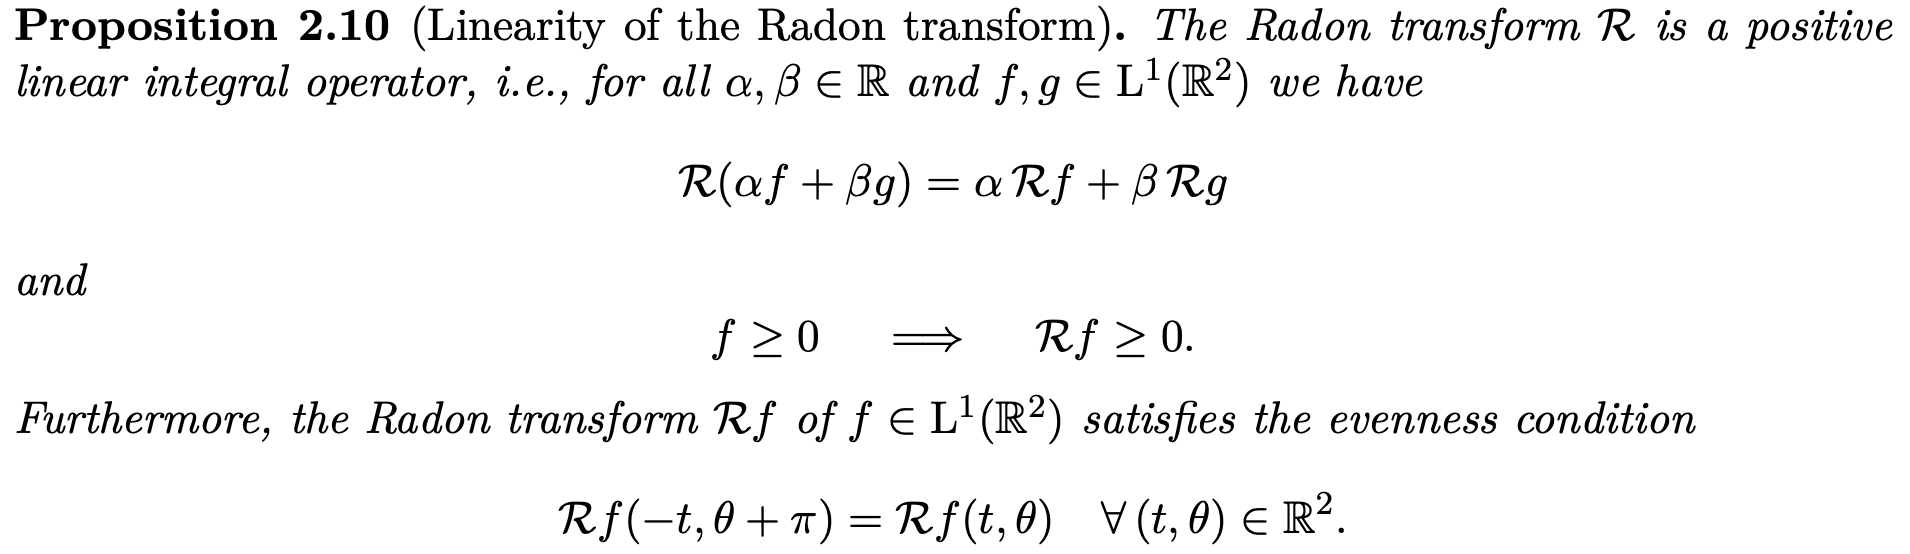 Proposition 2.10 (Linearity of the Radon transform). The Radon transform ℛ is a positive
linear integral operator, i.e., for all α, β ∈ ℝ and f, g ∈ L¹(ℝ²) we have
ℛ(αf + βg) = α ℛf + β ℛg
and
f ≥ 0 ⟹ ℛf ≥ 0.
Furthermore, the Radon transform ℛf of f ∈ L¹(ℝ²) satisfies the evenness condition
ℛf(−t, θ + π) = ℛf(t, θ) ∀ (t, θ) ∈ ℝ².